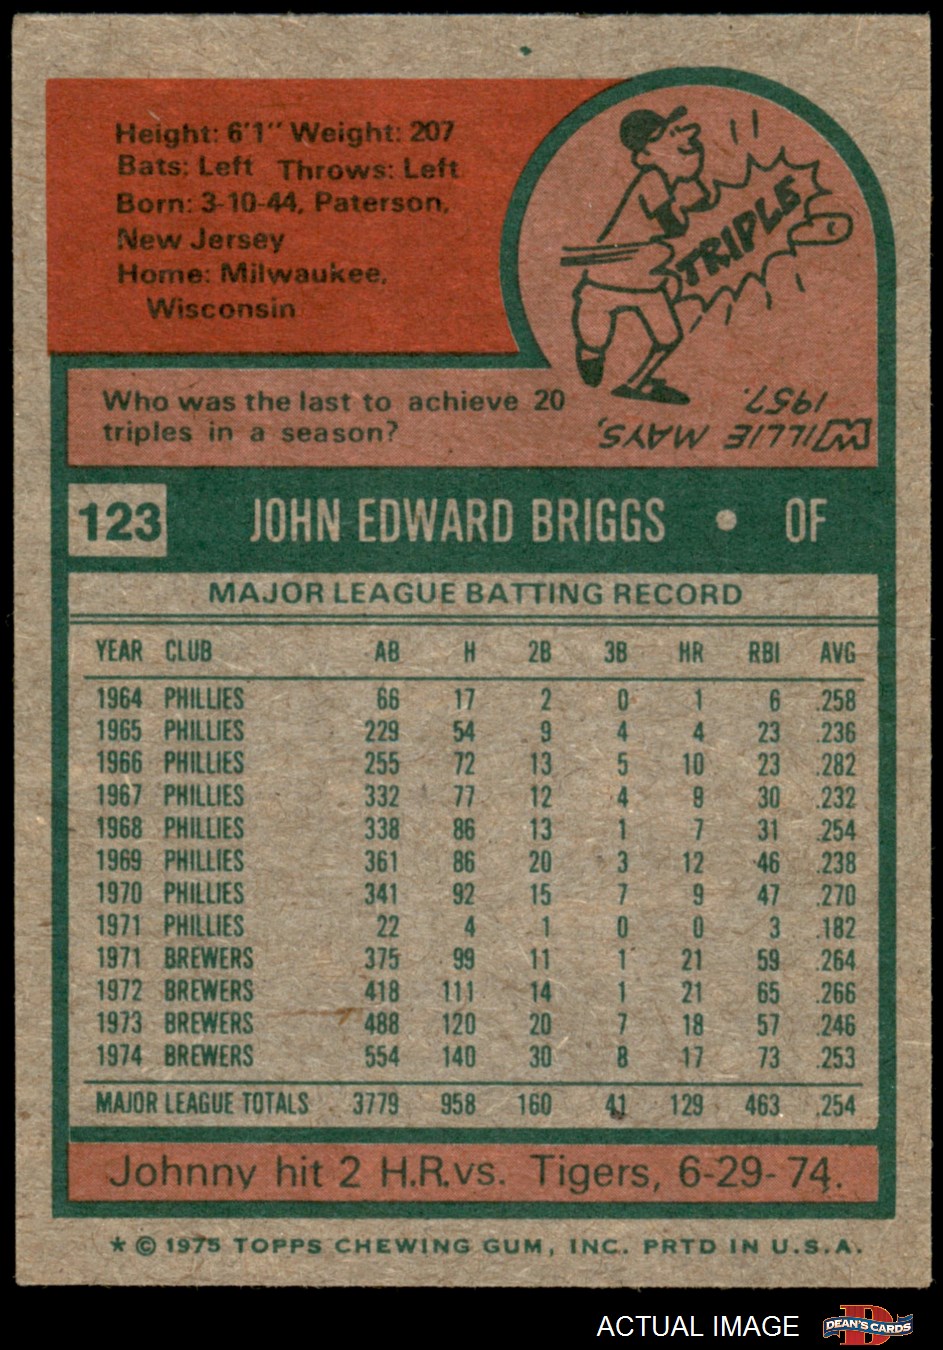 Height: 6'1" Weight: 207
Bats: Left Throws: Left
Born: 3-10-44, Paterson,
New Jersey
Home: Milwaukee,
Wisconsin
TRIPLE
Who was the last to achieve 20
triples in a season?
WILLIE MAYS,
1957.
123 JOHN EDWARD BRIGGS • OF
MAJOR LEAGUE BATTING RECORD
YEAR CLUB AB H 2B 3B HR RBI AVG
1964 PHILLIES 66 17 2 0 1 6 .258
1965 PHILLIES 229 54 9 4 4 23 .236
1966 PHILLIES 255 72 13 5 10 23 .282
1967 PHILLIES 332 77 12 4 9 30 .232
1968 PHILLIES 338 86 13 1 7 31 .254
1969 PHILLIES 361 86 20 3 12 46 .238
1970 PHILLIES 341 92 15 7 9 47 .270
1971 PHILLIES 22 4 1 0 0 3 .182
1971 BREWERS 375 99 11 1 21 59 .264
1972 BREWERS 418 111 14 1 21 65 .266
1973 BREWERS 488 120 20 7 18 57 .246
1974 BREWERS 554 140 30 8 17 73 .253
MAJOR LEAGUE TOTALS 3779 958 160 41 129 463 .254
Johnny hit 2 H.R. vs. Tigers, 6-29-74.
* © 1975 TOPPS CHEWING GUM, INC. PRTD IN U.S.A.
ACTUAL IMAGE DEAN'S CARDS